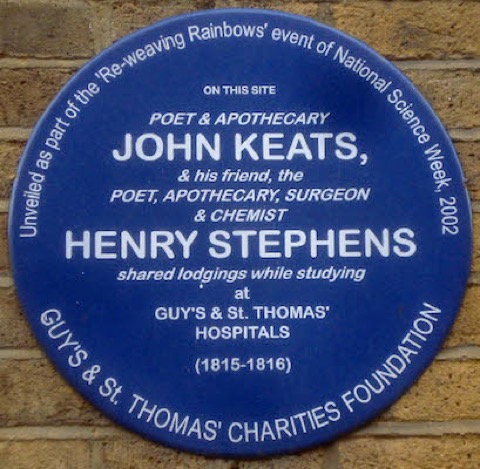 Unveiled as part of the 'Re-weaving Rainbows' event of National Science Week, 2002
ON THIS SITE
POET & APOTHECARY
JOHN KEATS,
& his friend, the
POET, APOTHECARY, SURGEON
& CHEMIST
HENRY STEPHENS
shared lodgings while studying
at
GUY'S & St. THOMAS'
HOSPITALS
(1815-1816)
GUY'S & St. THOMAS' CHARITIES FOUNDATION